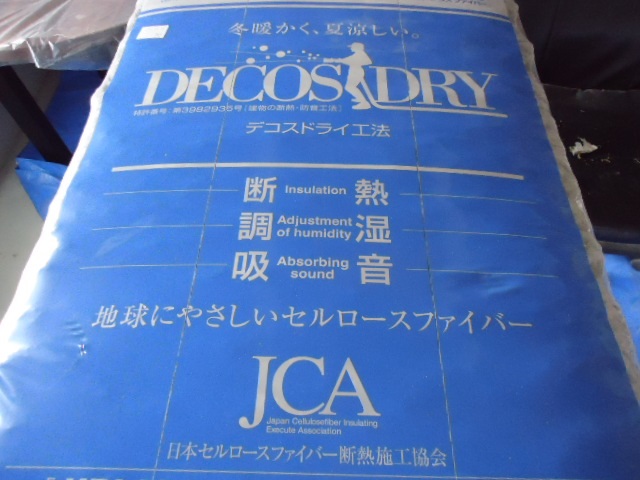 冬暖かく、夏涼しい。
DECOS DRY
特許番号 第3982935号［建物の断熱・防音工法］
デコスドライ工法
断 Insulation 熱
調 Adjustment of humidity 湿
吸 Absorbing sound 音
地球にやさしいセルロースファイバー
JCA
Japan Cellulosefiber Insulating
Execute Association
日本セルロースファイバー断熱施工協会